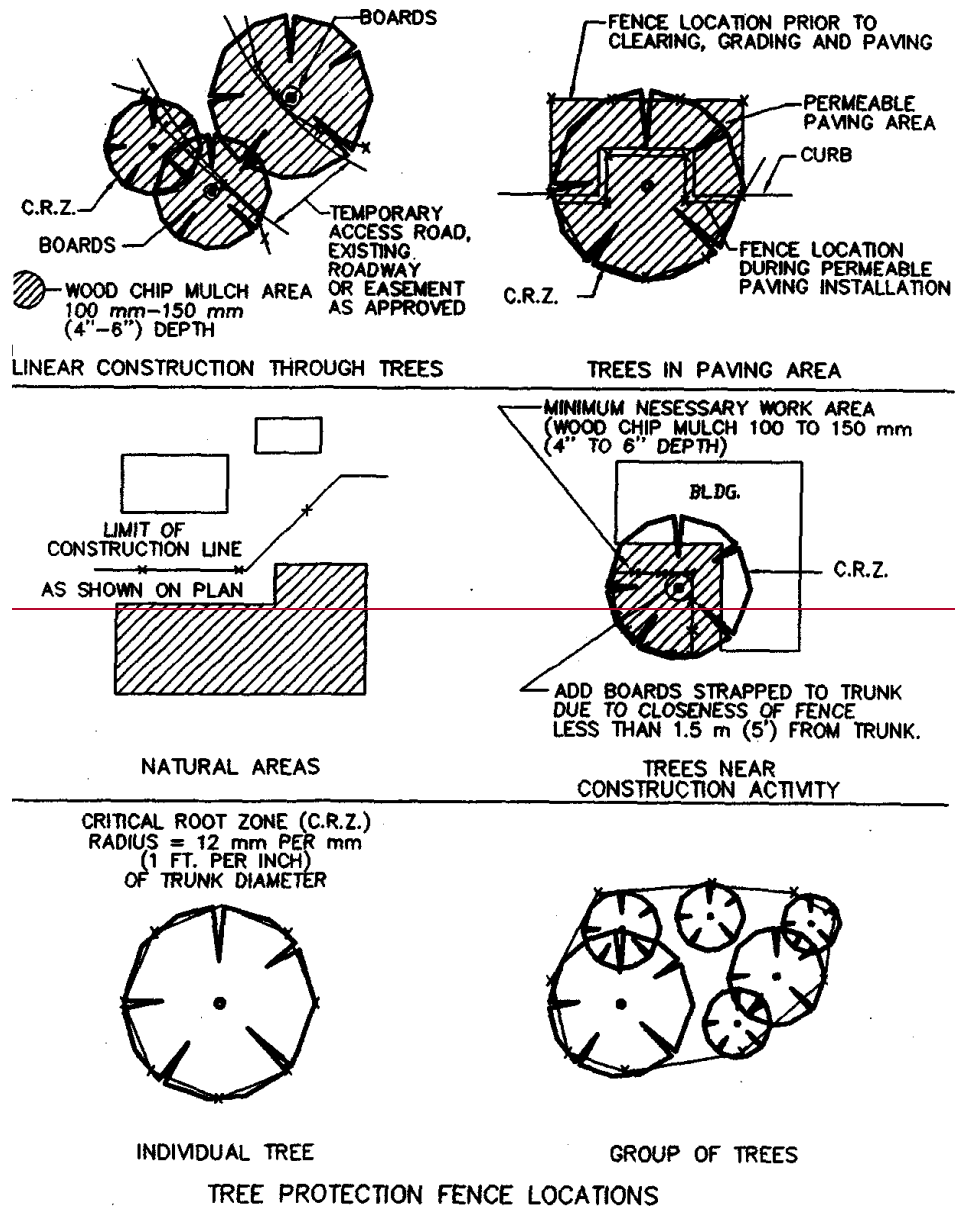 BOARDS
C.R.Z.
BOARDS
TEMPORARY
ACCESS ROAD,
EXISTING
ROADWAY
OR EASEMENT
AS APPROVED
WOOD CHIP MULCH AREA
100 mm-150 mm
(4"-6") DEPTH
LINEAR CONSTRUCTION THROUGH TREES
FENCE LOCATION PRIOR TO
CLEARING, GRADING AND PAVING
PERMEABLE
PAVING AREA
CURB
FENCE LOCATION
DURING PERMEABLE
PAVING INSTALLATION
C.R.Z.
TREES IN PAVING AREA
LIMIT OF
CONSTRUCTION LINE
AS SHOWN ON PLAN
NATURAL AREAS
MINIMUM NESESSARY WORK AREA
(WOOD CHIP MULCH 100 TO 150 mm
(4" TO 6" DEPTH)
BLDG.
C.R.Z.
ADD BOARDS STRAPPED TO TRUNK
DUE TO CLOSENESS OF FENCE
LESS THAN 1.5 m (5') FROM TRUNK.
TREES NEAR
CONSTRUCTION ACTIVITY
CRITICAL ROOT ZONE (C.R.Z.)
RADIUS = 12 mm PER mm
(1 FT. PER INCH)
OF TRUNK DIAMETER
INDIVIDUAL TREE
GROUP OF TREES
TREE PROTECTION FENCE LOCATIONS